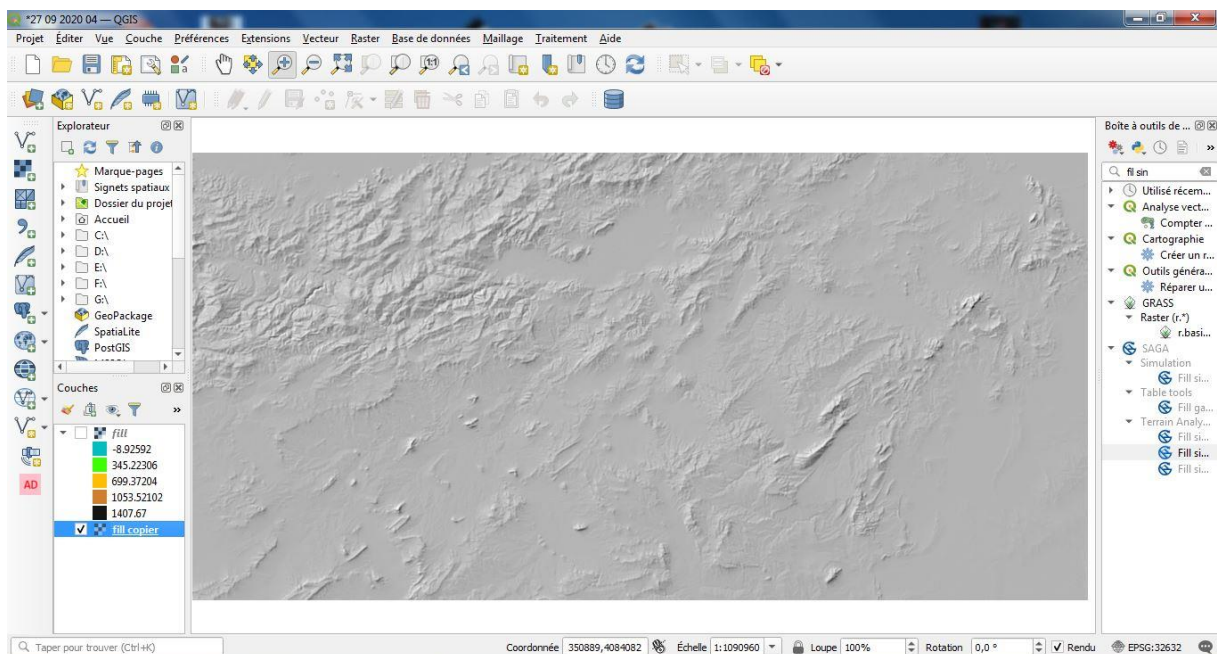 *27 09 2020 04 — QGIS
Projet Éditer Vue Couche Préférences Extensions Vecteur Raster Base de données Maillage Traitement Aide
Explorateur
Marque-pages
Signets spatiaux
Dossier du projet
Accueil
C:\
D:\
E:\
F:\
G:\
GeoPackage
SpatiaLite
PostGIS
Couches
»
fill
-8.92592
345.22306
699.37204
1053.52102
1407.67
fill copier
AD
Boîte à outils de ...
»
fil sin
Utilisé récem...
Analyse vect...
Compter ...
Cartographie
Créer un r...
Outils généra...
Réparer u...
GRASS
Raster (r.*)
r.basi...
SAGA
Simulation
Fill si...
Table tools
Fill ga...
Terrain Analy...
Fill si...
Fill si...
Fill si...
Taper pour trouver (Ctrl+K)
Coordonnée 350889,4084082 Échelle 1:1090960 Loupe 100% Rotation 0,0 ° Rendu EPSG:32632